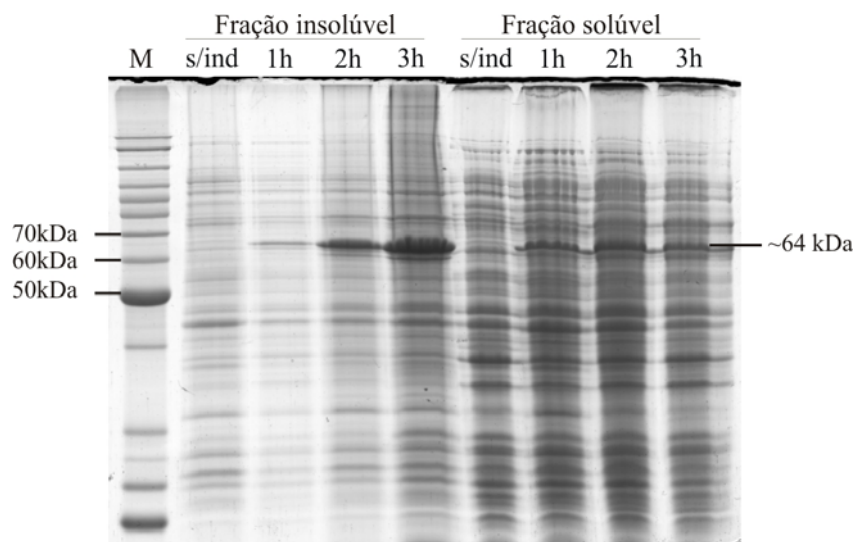 Fração insolúvel Fração solúvel
M s/ind 1h 2h 3h s/ind 1h 2h 3h
70kDa
~64 kDa
60kDa
50kDa